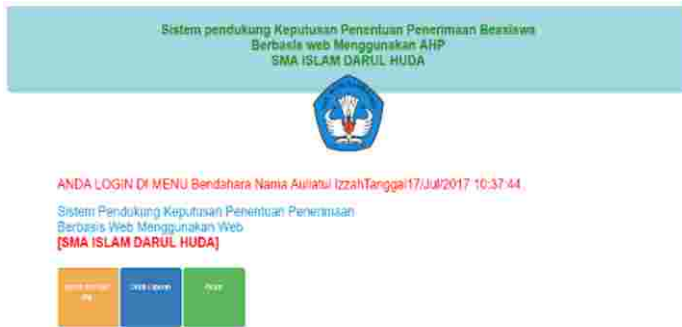 Sistem pendukung Keputusan Penentuan Penerimaan Beasiswa
Berbasis web Menggunakan AHP
SMA ISLAM DARUL HUDA
ANDA LOGIN DI MENU Bendahara Nama Auliatul IzzahTanggal17/Jul/2017 10:37:44
Sistem Pendukung Keputusan Penentuan Penerimaan
Berbasis Web Menggunakan Web
[SMA ISLAM DARUL HUDA]